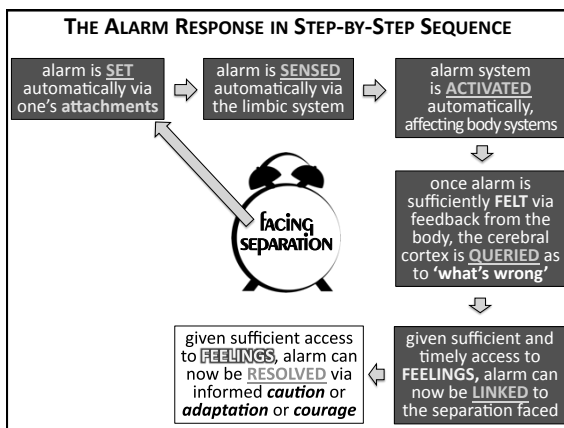 THE ALARM RESPONSE IN STEP-BY-STEP SEQUENCE
alarm is SET
automatically via
one's attachments
alarm is SENSED
automatically via
the limbic system
alarm system
is ACTIVATED
automatically,
affecting body systems
once alarm is
sufficiently FELT via
feedback from the
body, the cerebral
cortex is QUERIED as
to 'what's wrong'
given sufficient and
timely access to
FEELINGS, alarm can
now be LINKED to
the separation faced
given sufficient access
to FEELINGS, alarm can
now be RESOLVED via
informed caution or
adaptation or courage
facing
SEPARATION